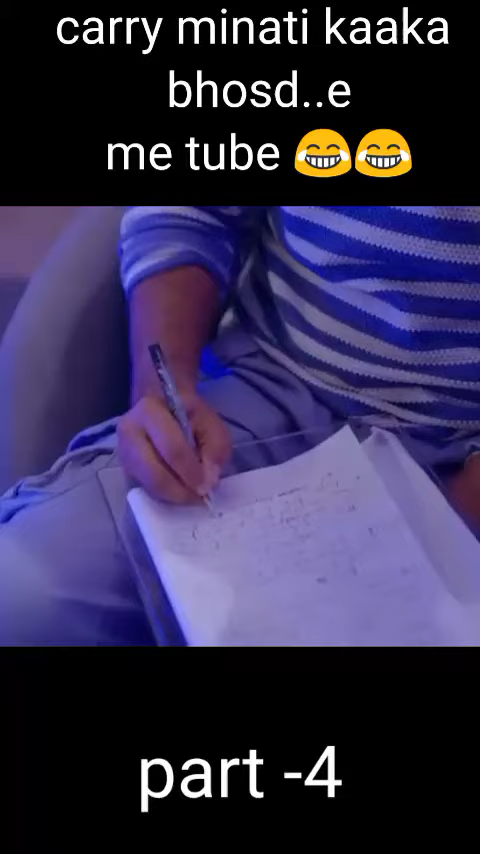 carry minati kaaka
bhosd..e
me tube 😂😂
part -4